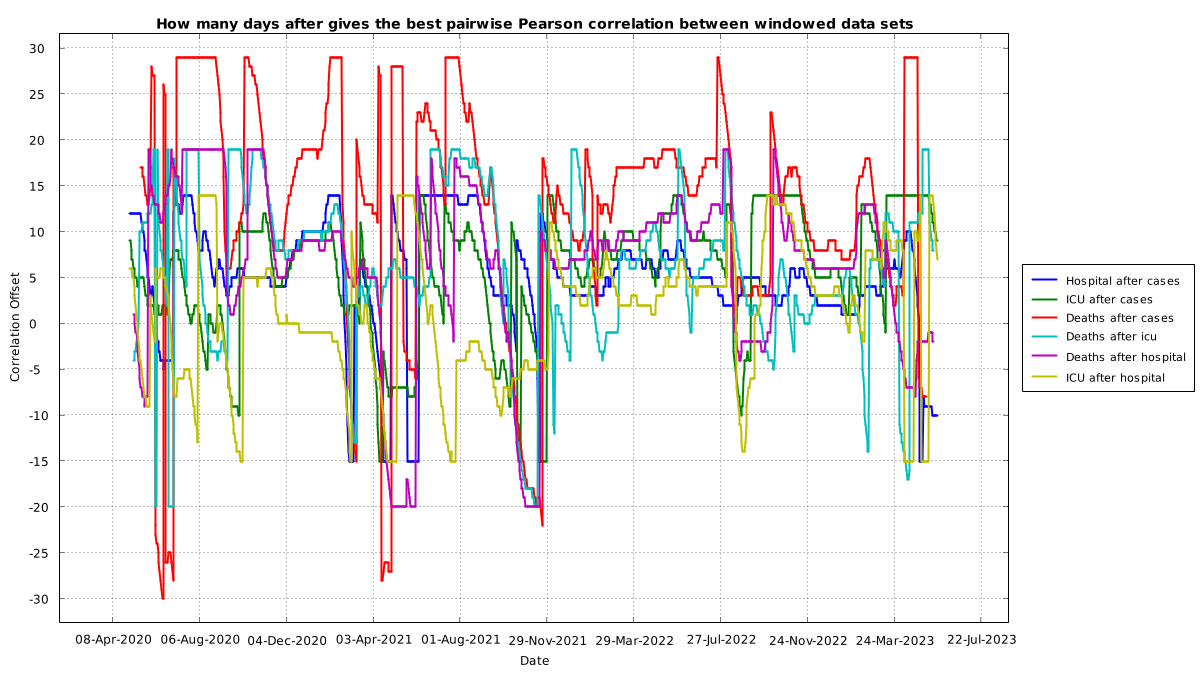 How many days after gives the best pairwise Pearson correlation between windowed data sets
30
25
20
15
10
5
0
-5
-10
-15
-20
-25
-30
Correlation Offset
08-Apr-2020 06-Aug-2020 04-Dec-2020 03-Apr-2021 01-Aug-2021 29-Nov-2021 29-Mar-2022 27-Jul-2022 24-Nov-2022 24-Mar-2023 22-Jul-2023
Date
Hospital after cases
ICU after cases
Deaths after cases
Deaths after icu
Deaths after hospital
ICU after hospital